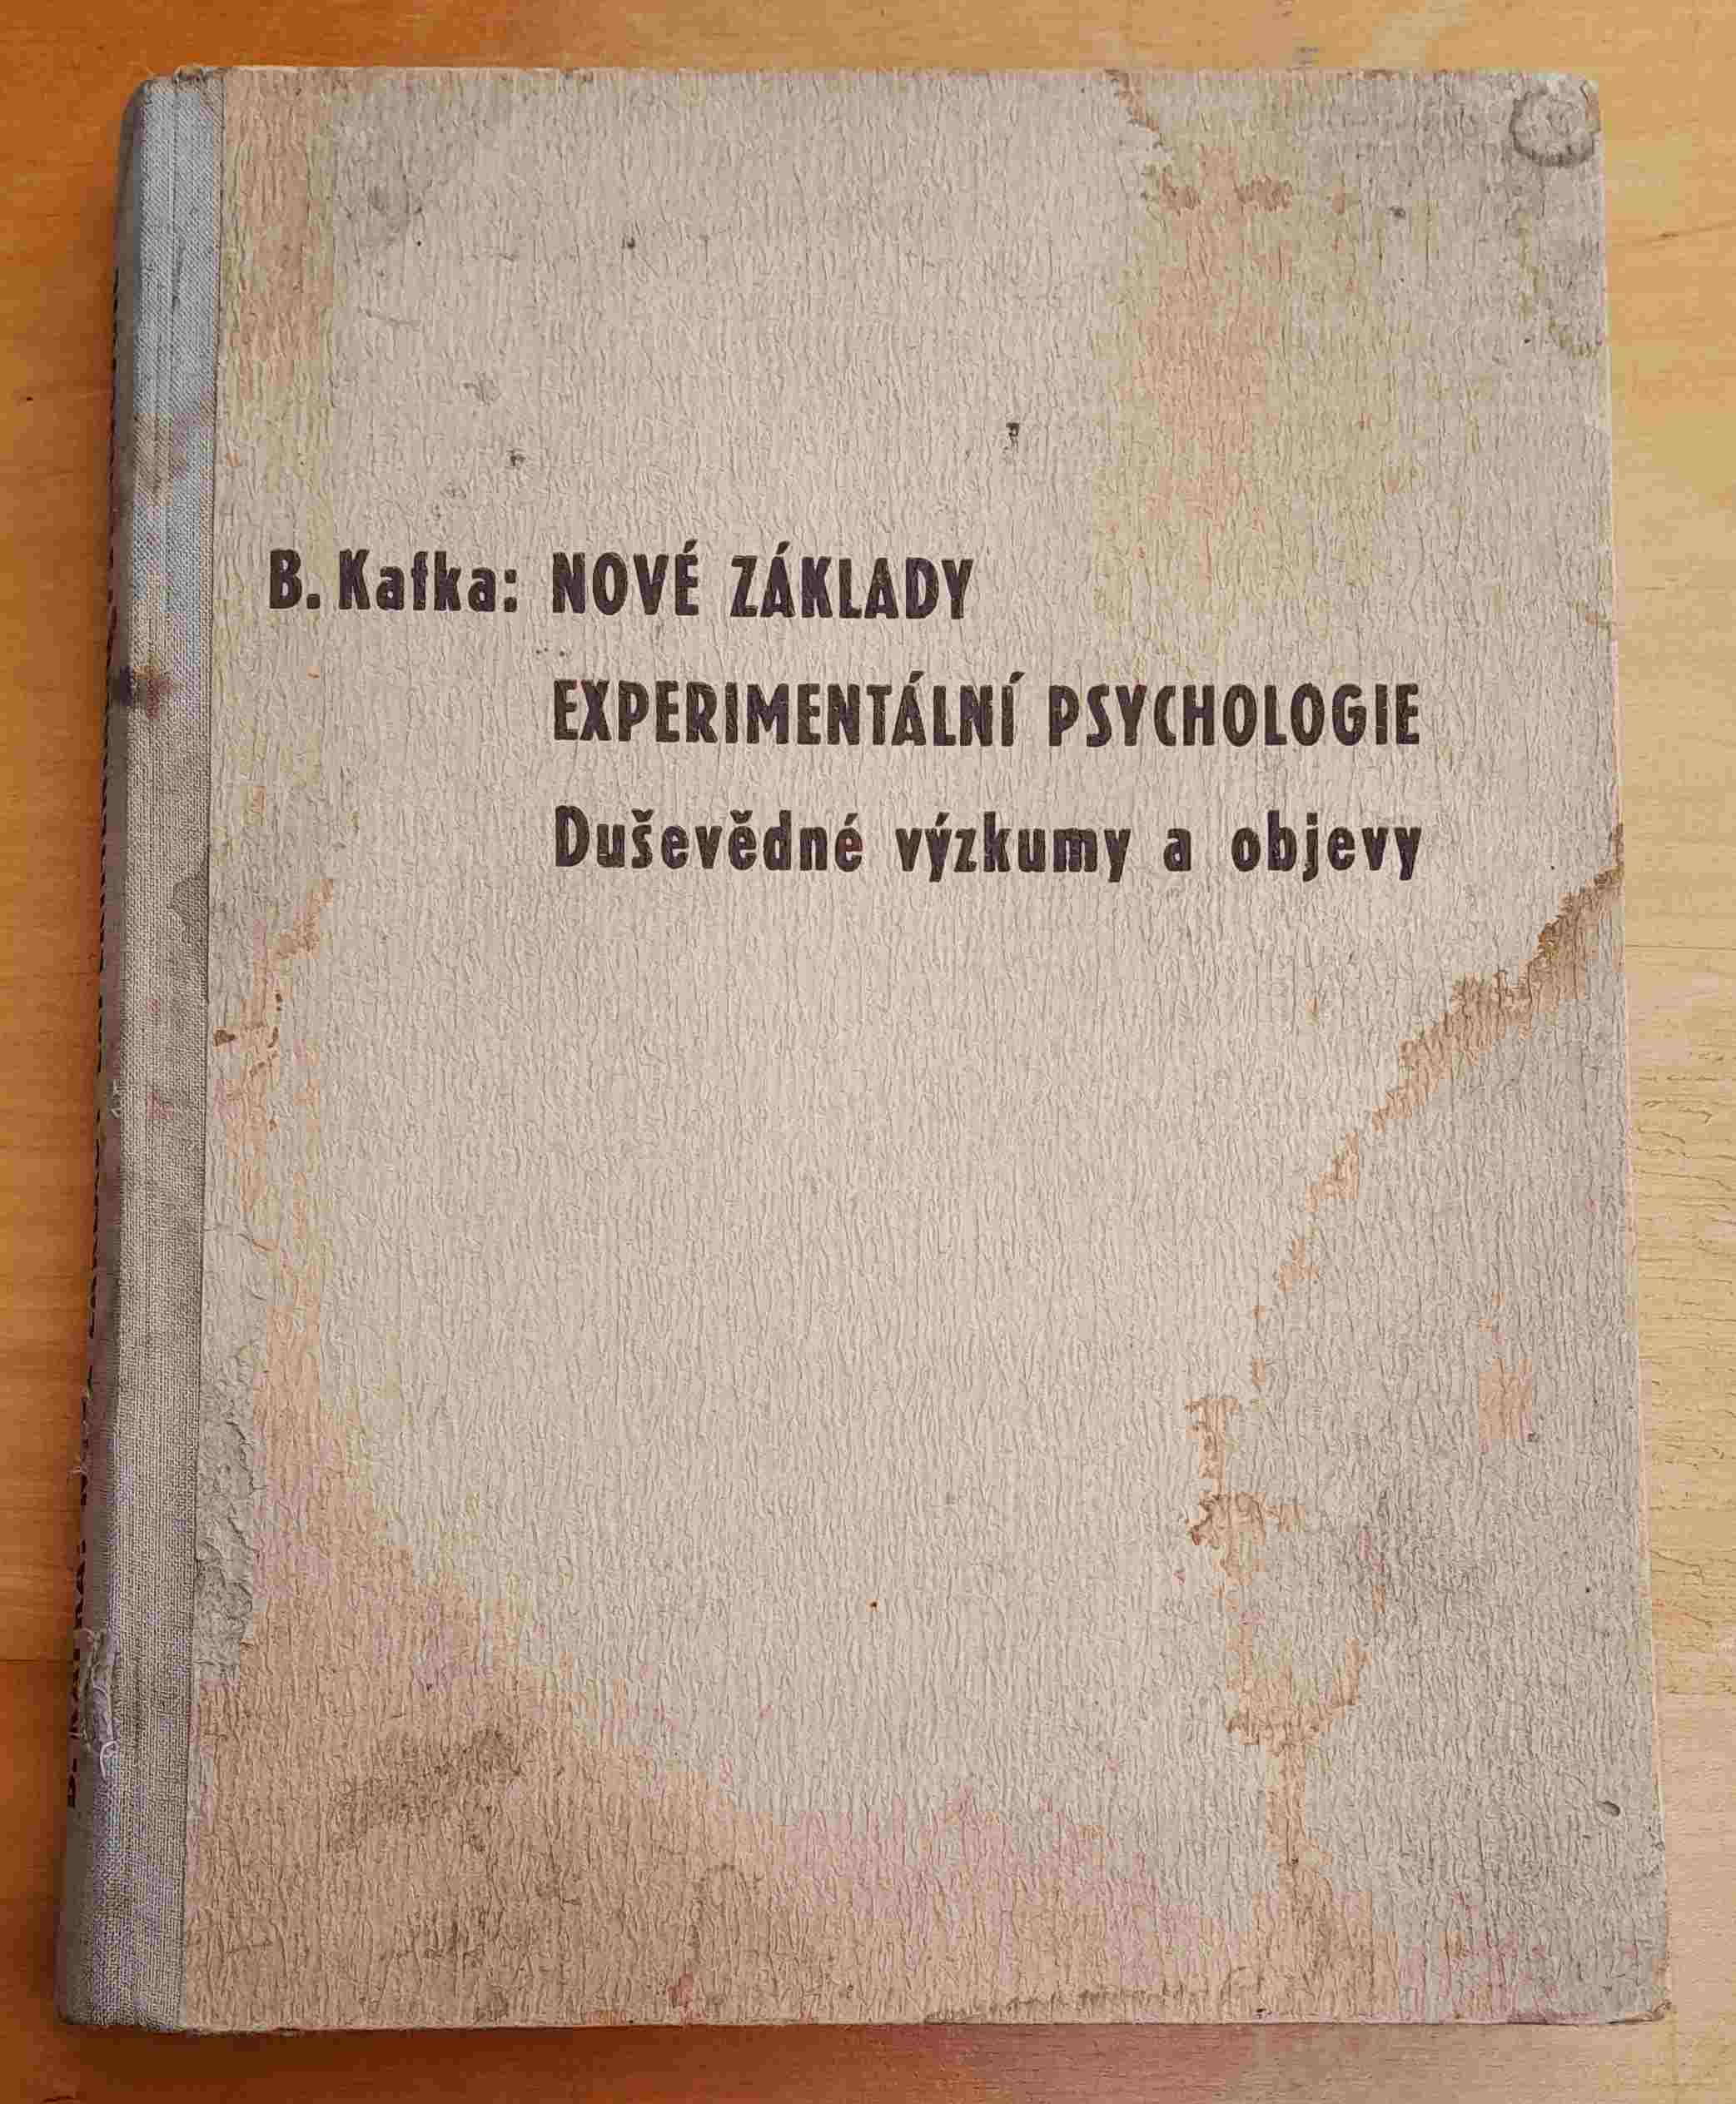 B. Kafka: NOVÉ ZÁKLADY
EXPERIMENTÁLNÍ PSYCHOLOGIE
Duševědné výzkumy a objevy